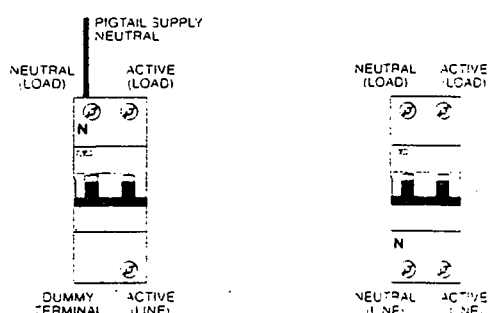 PIGTAIL SUPPLY
NEUTRAL
NEUTRAL
(LOAD)
ACTIVE
(LOAD)
N
DUMMY
TERMINAL
ACTIVE
(LINE)
NEUTRAL
(LOAD)
ACTIVE
(LOAD)
N
NEUTRAL
(LINE)
ACTIVE
(LINE)